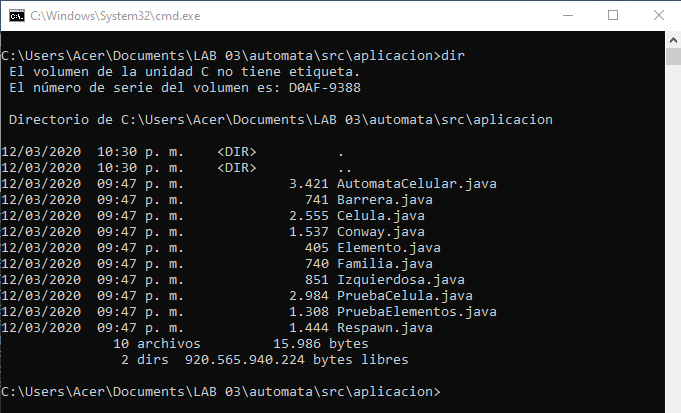 C:\Windows\System32\cmd.exe
C:\Users\Acer\Documents\LAB 03\automata\src\aplicacion>dir
El volumen de la unidad C no tiene etiqueta.
El número de serie del volumen es: D0AF-9388
Directorio de C:\Users\Acer\Documents\LAB 03\automata\src\aplicacion
12/03/2020  10:30 p. m.    <DIR>          .
12/03/2020  10:30 p. m.    <DIR>          ..
12/03/2020  09:47 p. m.             3.421 AutomataCelular.java
12/03/2020  09:47 p. m.               741 Barrera.java
12/03/2020  09:47 p. m.             2.555 Celula.java
12/03/2020  09:47 p. m.             1.537 Conway.java
12/03/2020  09:47 p. m.               405 Elemento.java
12/03/2020  09:47 p. m.               740 Familia.java
12/03/2020  09:47 p. m.               851 Izquierdosa.java
12/03/2020  09:47 p. m.             2.984 PruebaCelula.java
12/03/2020  09:47 p. m.             1.308 PruebaElementos.java
12/03/2020  09:47 p. m.             1.444 Respawn.java
10 archivos         15.986 bytes
2 dirs  920.565.940.224 bytes libres
C:\Users\Acer\Documents\LAB 03\automata\src\aplicacion>